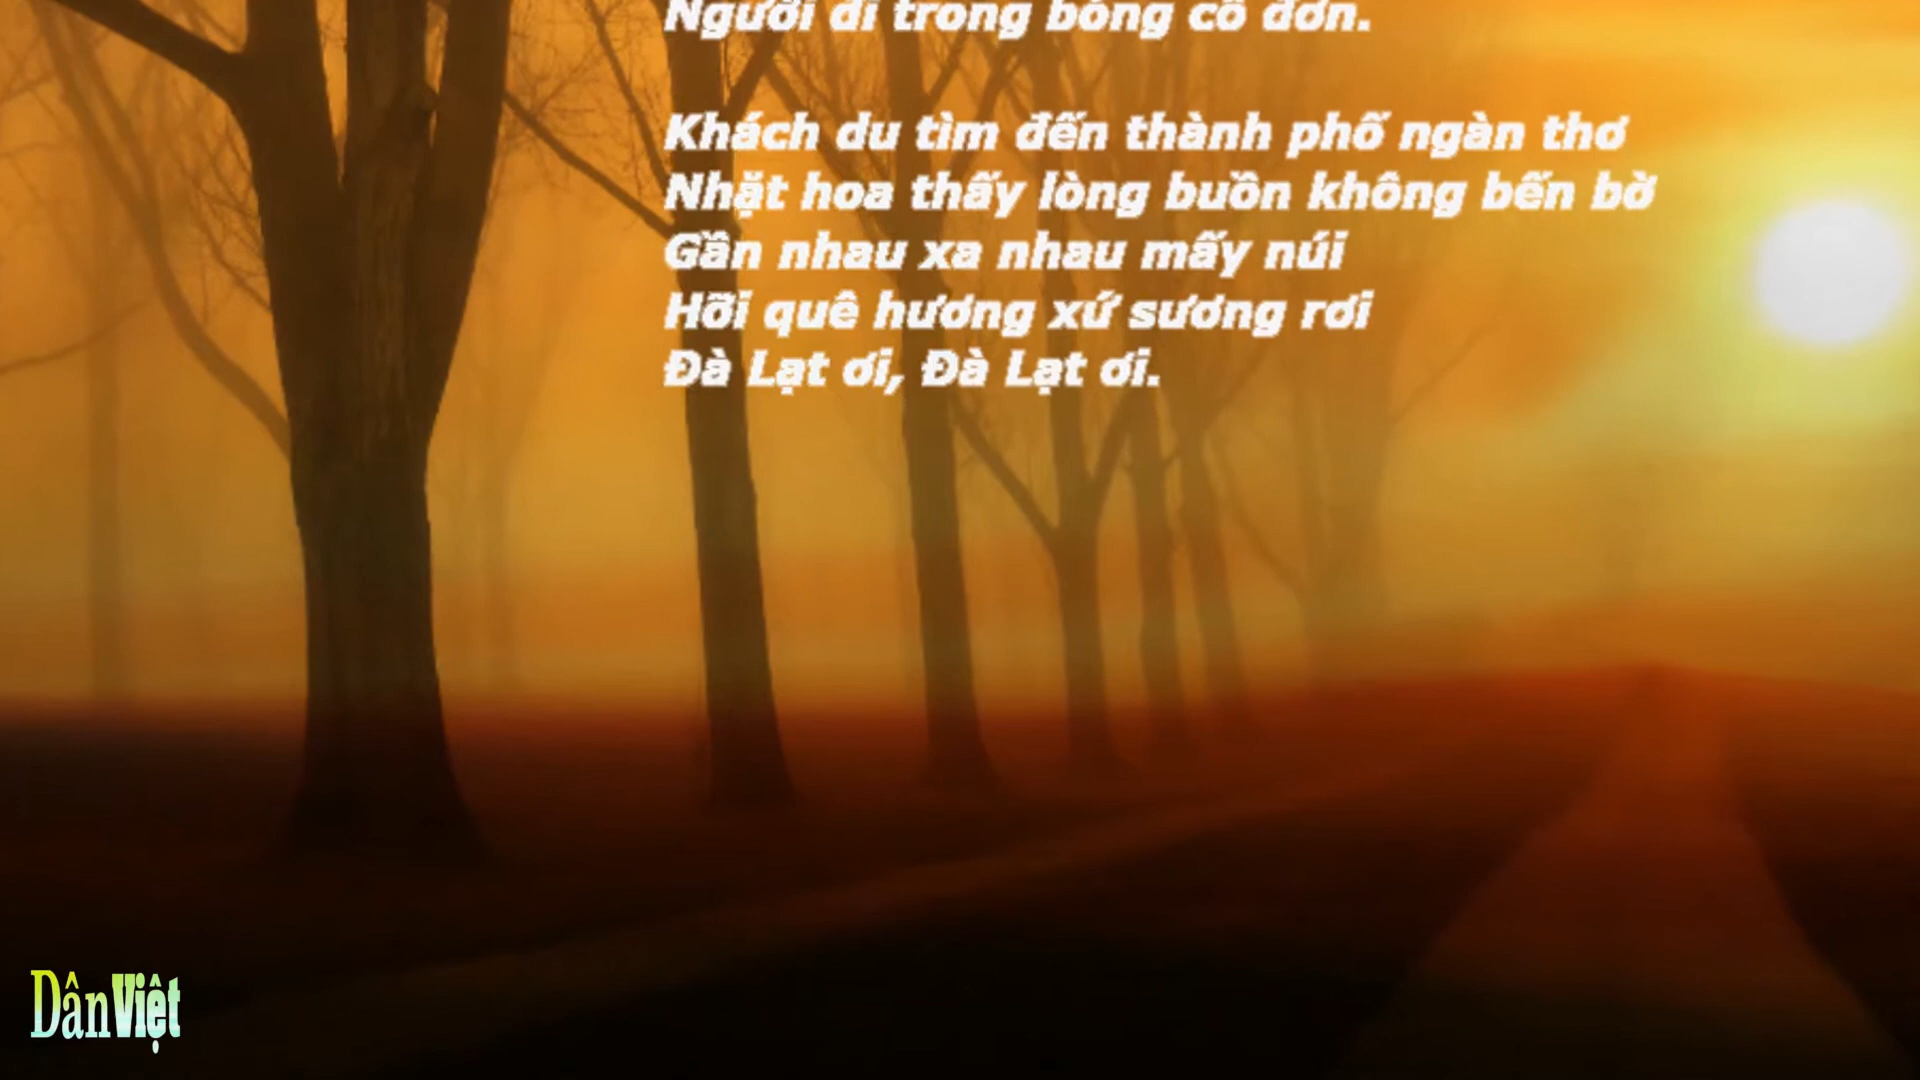 Người đi trong bóng cô đơn.
Khách du tìm đến thành phố ngàn thơ
Nhặt hoa thấy lòng buồn không bến bờ
Gần nhau xa nhau mấy núi
Hỡi quê hương xứ sương rơi
Đà Lạt ơi, Đà Lạt ơi.
DânViệt